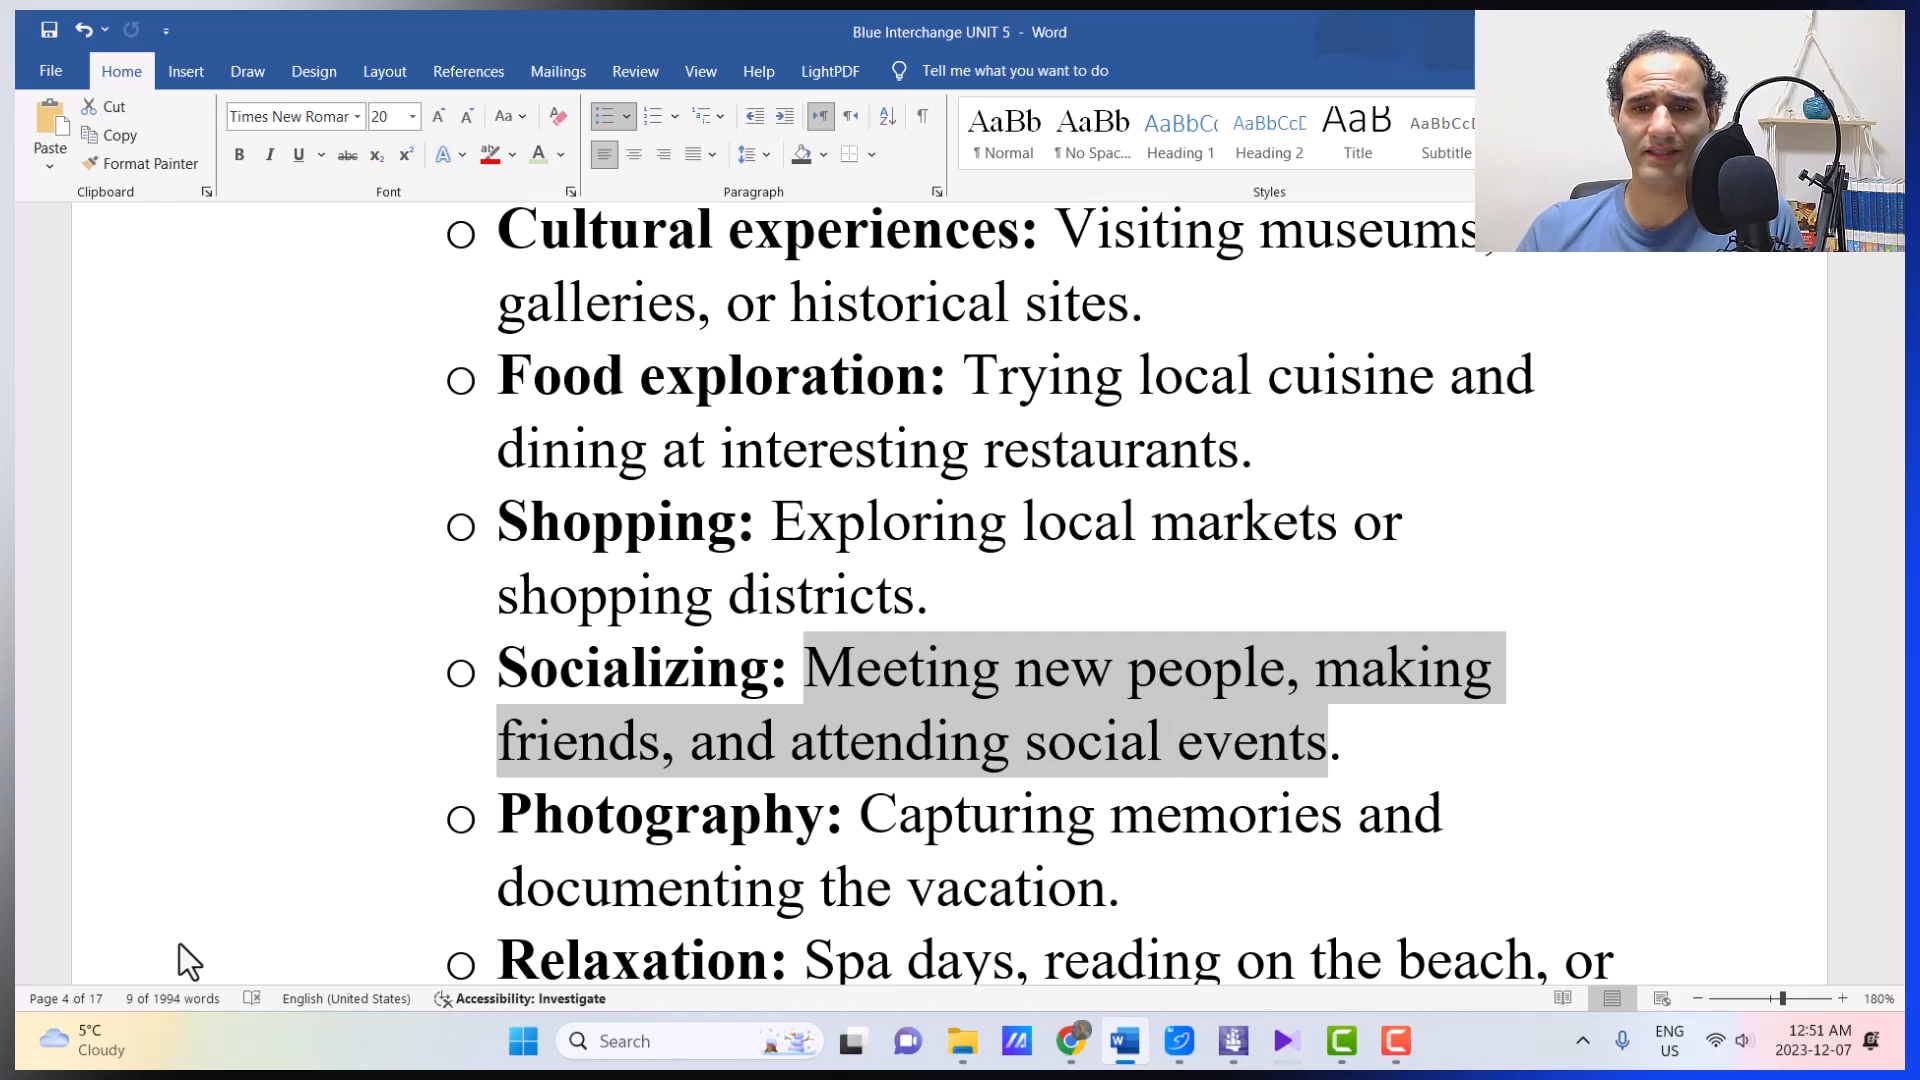 Blue Interchange UNIT 5 - Word
File Home Insert Draw Design Layout References Mailings Review View Help LightPDF Tell me what you want to do
Paste
Cut
Copy
Format Painter
Clipboard
Times New Romar 20
Font
Paragraph
AaBb AaBb AaBbC AaBbCcD AaB AaBbCc
¶ Normal ¶ No Spac... Heading 1 Heading 2 Title Subtitle
Styles
Cultural experiences: Visiting museums,
galleries, or historical sites.
Food exploration: Trying local cuisine and
dining at interesting restaurants.
Shopping: Exploring local markets or
shopping districts.
Socializing: Meeting new people, making
friends, and attending social events.
Photography: Capturing memories and
documenting the vacation.
Relaxation: Spa days, reading on the beach, or
Page 4 of 17 9 of 1994 words English (United States) Accessibility: Investigate 180%
5°C
Cloudy
Search
ENG
US
12:51 AM
2023-12-07